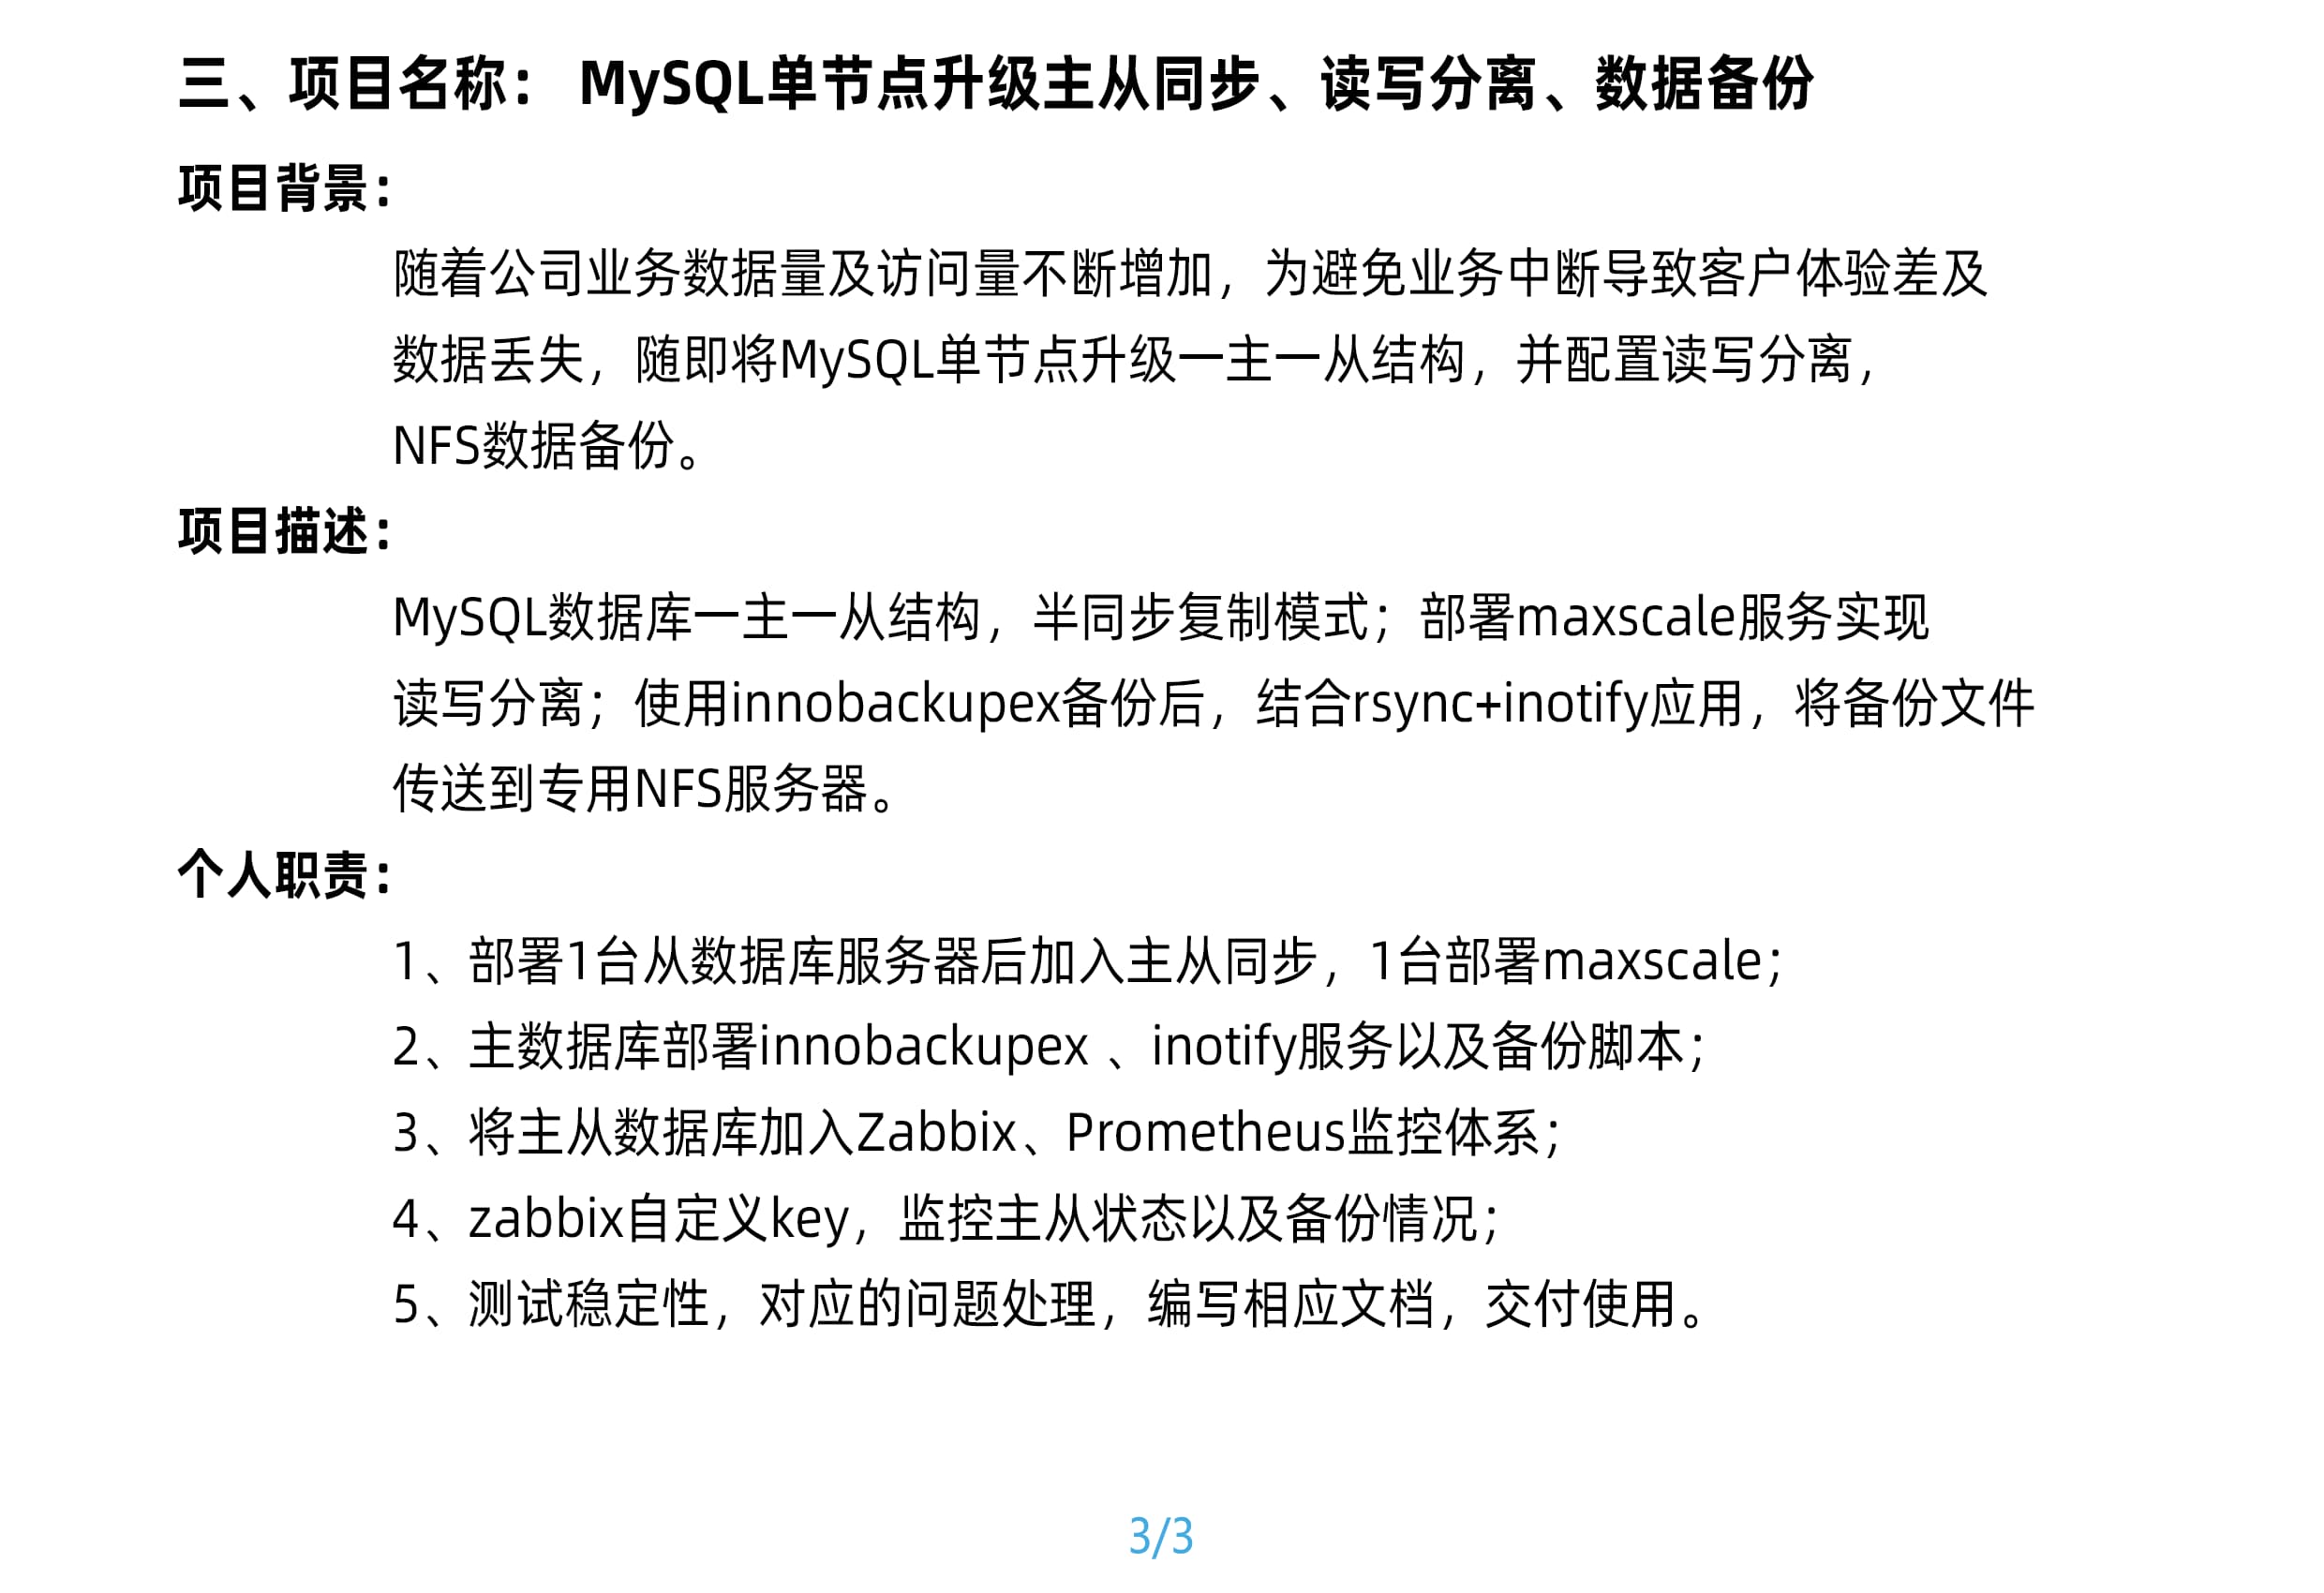 三、项目名称： MySQL单节点升级主从同步、读写分离、数据备份
项目背景：
随着公司业务数据量及访问量不断增加，为避免业务中断导致客户体验差及
数据丢失，随即将MySQL单节点升级一主一从结构，并配置读写分离，
NFS数据备份。
项目描述：
MySQL数据库一主一从结构，半同步复制模式；部署maxscale服务实现
读写分离；使用innobackupex备份后，结合rsync+inotify应用，将备份文件
传送到专用NFS服务器。
个人职责：
1、部署1台从数据库服务器后加入主从同步，1台部署maxscale；
2、主数据库部署innobackupex 、inotify服务以及备份脚本；
3、将主从数据库加入Zabbix、Prometheus监控体系；
4、zabbix自定义key，监控主从状态以及备份情况；
5、测试稳定性，对应的问题处理，编写相应文档，交付使用。
3/3